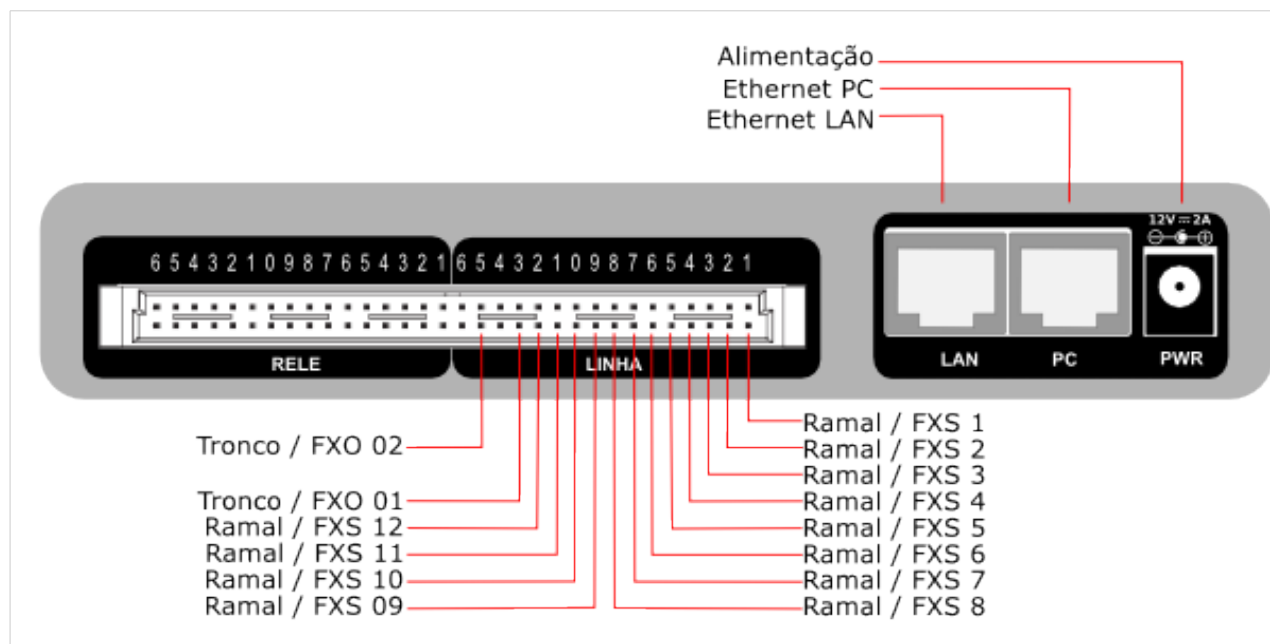 Alimentação
Ethernet PC
Ethernet LAN
12V 2A
6 5 4 3 2 1 0 9 8 7 6 5 4 3 2 1 6 5 4 3 2 1 0 9 8 7 6 5 4 3 2 1
RELE
LINHA
LAN
PC
PWR
Tronco / FXO 02
Tronco / FXO 01
Ramal / FXS 12
Ramal / FXS 11
Ramal / FXS 10
Ramal / FXS 09
Ramal / FXS 1
Ramal / FXS 2
Ramal / FXS 3
Ramal / FXS 4
Ramal / FXS 5
Ramal / FXS 6
Ramal / FXS 7
Ramal / FXS 8